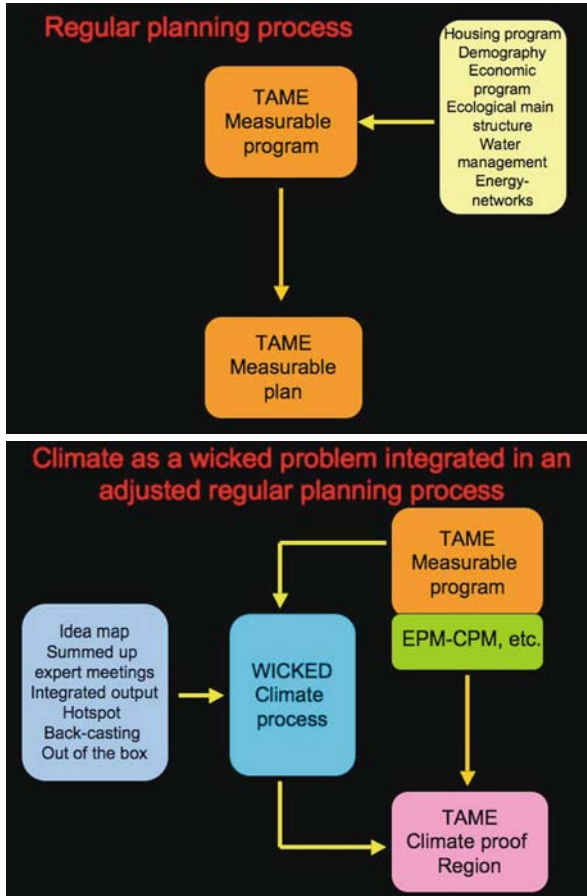 Regular planning process
TAME
Measurable
program
Housing program
Demography
Economic
program
Ecological main
structure
Water
management
Energy-
networks
TAME
Measurable
plan
Climate as a wicked problem integrated in an
adjusted regular planning process
TAME
Measurable
program
EPM-CPM, etc.
Idea map
Summed up
expert meetings
Integrated output
Hotspot
Back-casting
Out of the box
WICKED
Climate
process
TAME
Climate proof
Region